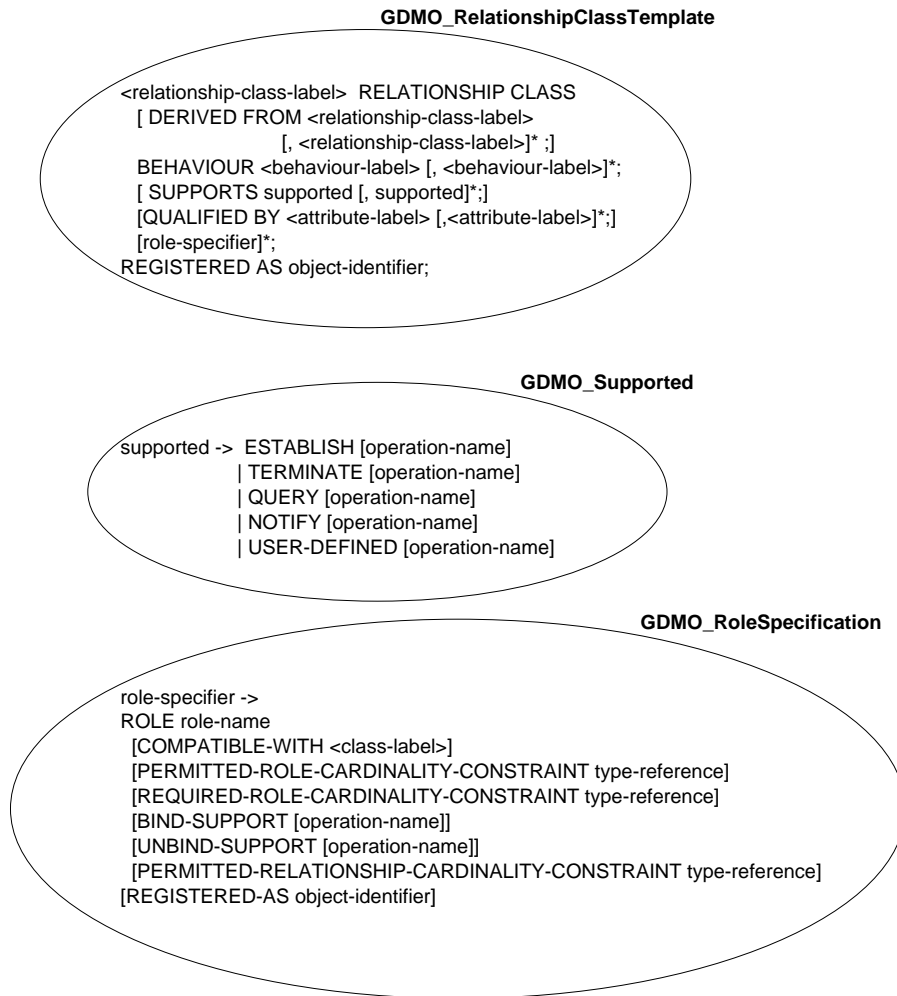 GDMO_RelationshipClassTemplate
<relationship-class-label> RELATIONSHIP CLASS
[ DERIVED FROM <relationship-class-label>
[, <relationship-class-label>]* ;]
BEHAVIOUR <behaviour-label> [, <behaviour-label>]*;
[ SUPPORTS supported [, supported]*;]
[QUALIFIED BY <attribute-label> [,<attribute-label>]*;]
[role-specifier]*;
REGISTERED AS object-identifier;
GDMO_Supported
supported -> ESTABLISH [operation-name]
| TERMINATE [operation-name]
| QUERY [operation-name]
| NOTIFY [operation-name]
| USER-DEFINED [operation-name]
GDMO_RoleSpecification
role-specifier ->
ROLE role-name
[COMPATIBLE-WITH <class-label>]
[PERMITTED-ROLE-CARDINALITY-CONSTRAINT type-reference]
[REQUIRED-ROLE-CARDINALITY-CONSTRAINT type-reference]
[BIND-SUPPORT [operation-name]]
[UNBIND-SUPPORT [operation-name]]
[PERMITTED-RELATIONSHIP-CARDINALITY-CONSTRAINT type-reference]
[REGISTERED-AS object-identifier]